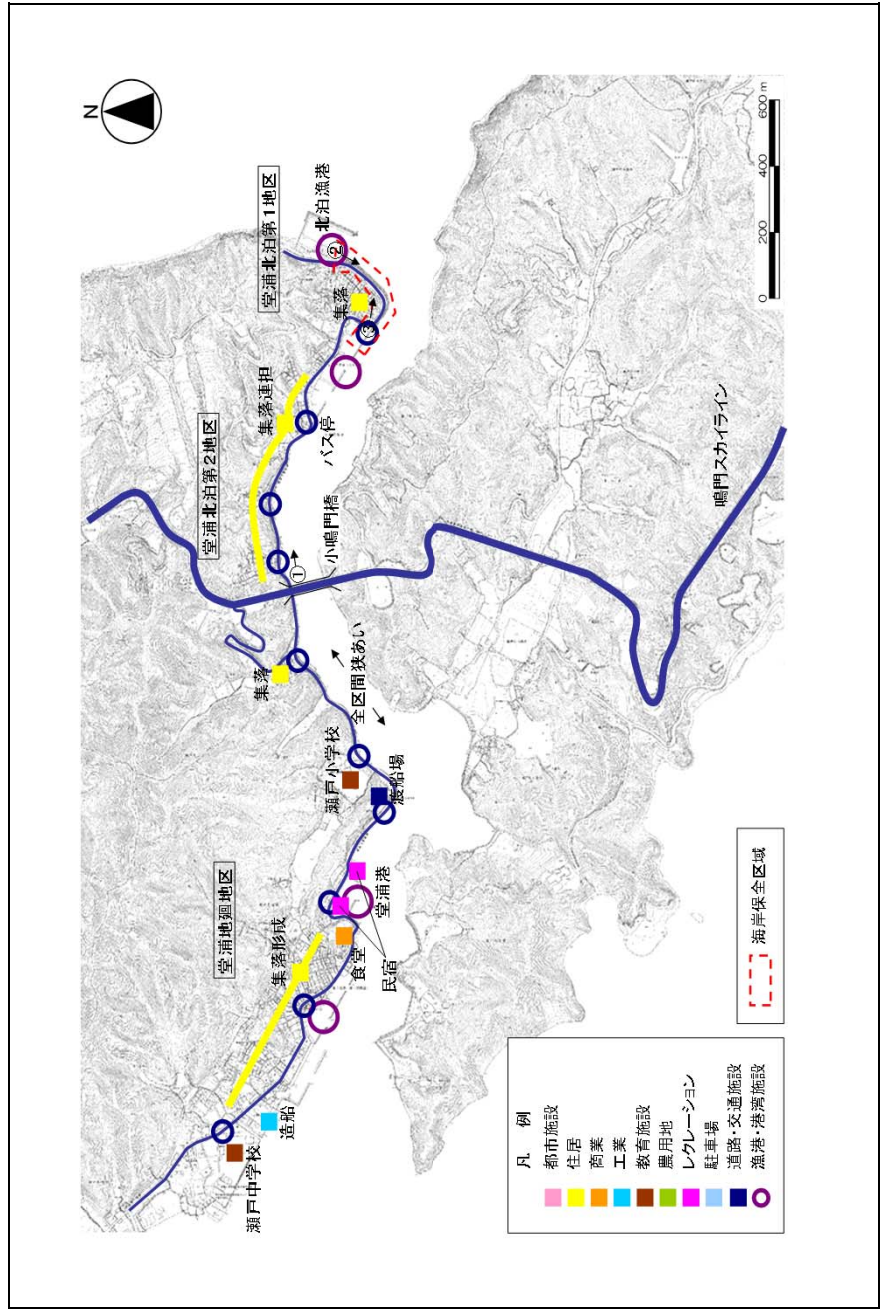 N
堂浦北泊第1地区
北泊漁港
②
集落
③
堂浦北泊第2地区
集落連担
バス停
①
小鳴門橋
鳴門スカイライン
集落
全区間狭あい
瀬戸小学校
渡船場
堂浦地廻地区
集落形成
堂浦港
食堂
民宿
造船
瀬戸中学校
0 200 400 600 m
海岸保全区域
凡 例
都市施設
住居
商業
工業
教育施設
農用地
レクレーション
駐車場
道路・交通施設
漁港・港湾施設